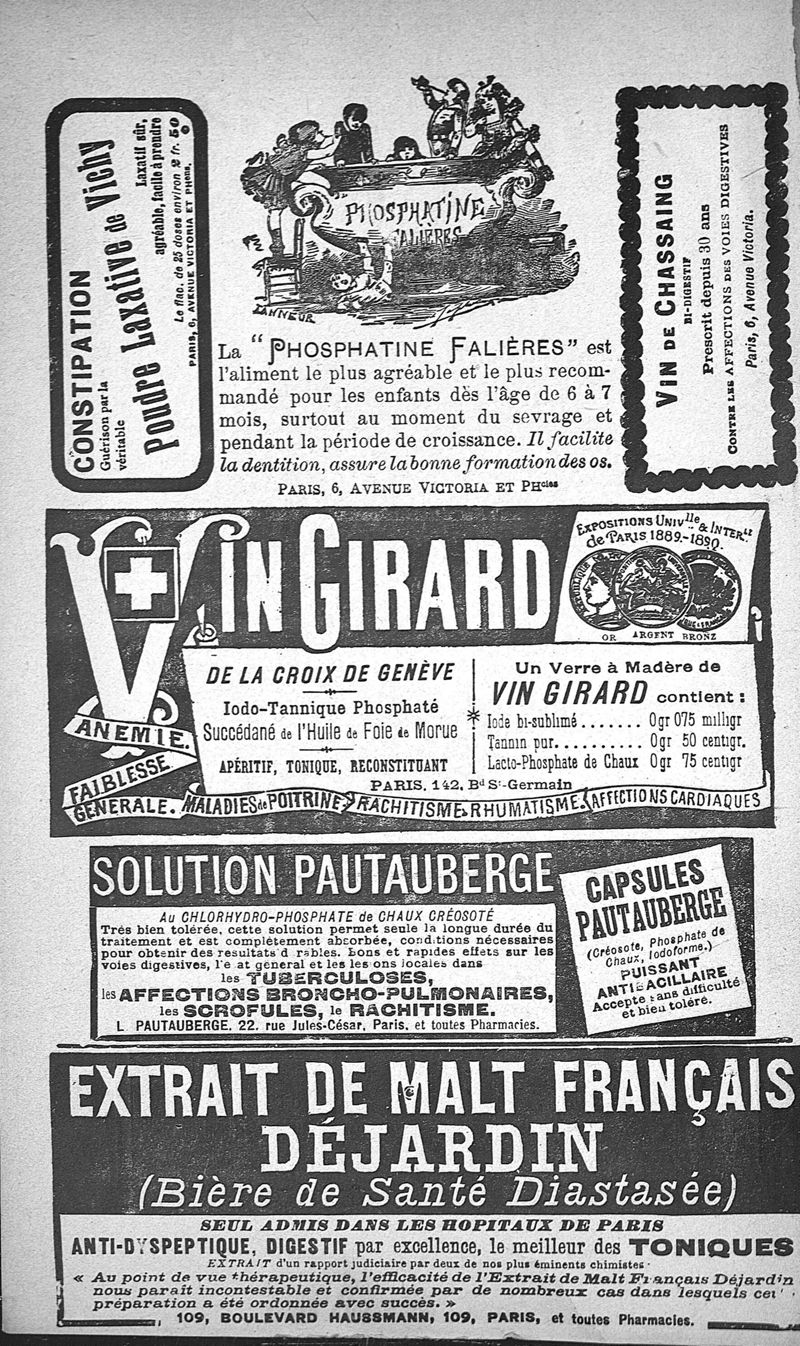 CONSTIPATION
Guérison par la
véritable
Poudre Laxative de Vichy
Laxatif sûr,
agréable, facile à prendre
Le flac. de 25 doses environ 2 fr. 50
PARIS, 6, AVENUE VICTORIA ET PHcies.
PHOSPHATINE
FALIÈRES
TANNEUR
La "PHOSPHATINE FALIÈRES" est
l'aliment le plus agréable et le plus recom-
mandé pour les enfants dès l'âge de 6 à 7
mois, surtout au moment du sevrage et
pendant la période de croissance. Il facilite
la dentition, assure la bonne formation des os.
PARIS, 6, AVENUE VICTORIA ET PHcies
VIN DE CHASSAING
BI-DIGESTIF
Prescrit depuis 30 ans
CONTRE LES AFFECTIONS DES VOIES DIGESTIVES
Paris, 6, Avenue Victoria.
VIN GIRARD
EXPOSITIONS UNIVlle & INTERle
de PARIS 1889-1890.
RÉPUBLIQUE
OR ARGENT BRONZ
DE LA CROIX DE GENÈVE
Iodo-Tannique Phosphaté
Succédané de l'Huile de Foie de Morue
APÉRITIF, TONIQUE, RECONSTITUANT
Un Verre à Madère de
VIN GIRARD contient :
Iode bi-sublimé....... 0gr 075 milligr
Tannin pur.......... 0gr 50 centigr.
Lacto-Phosphate de Chaux 0gr 75 centigr
PARIS. 142, Bd St-Germain
ANEMIE.
FAIBLESSE
GENERALE. MALADIES de POITRINE RACHITISME RHUMATISME AFFECTIONS CARDIAQUES
SOLUTION PAUTAUBERGE
Au CHLORHYDRO-PHOSPHATE de CHAUX CRÉOSOTÉ
Très bien tolérée, cette solution permet seule la longue durée du
traitement et est complètement absorbée, conditions nécessaires
pour obtenir des resultats d rables. Bons et rapides effets sur les
voies digestives, l'e at général et les les ons locales dans
les TUBERCULOSES,
les AFFECTIONS BRONCHO-PULMONAIRES,
les SCROFULES, le RACHITISME.
L PAUTAUBERGE, 22, rue Jules-César, Paris, et toutes Pharmacies.
CAPSULES
PAUTAUBERGE
(Créosote, Phosphate de
Chaux, Iodoforme.)
PUISSANT
ANTI-ACILLAIRE
Accepté sans difficulté
et bien toléré.
EXTRAIT DE MALT FRANÇAIS
DÉJARDIN
(Bière de Santé Diastasée)
SEUL ADMIS DANS LES HOPITAUX DE PARIS
ANTI-DYSPEPTIQUE, DIGESTIF par excellence, le meilleur des TONIQUES
EXTRAIT d'un rapport judiciaire par deux de nos plus éminents chimistes.
« Au point de vue thérapeutique, l'efficacité de l'Extrait de Malt Français Déjardin
nous parait incontestable et confirmée par de nombreux cas dans lesquels cet
préparation a été ordonnée avec succès. »
109, BOULEVARD HAUSSMANN, 109, PARIS, et toutes Pharmacies.